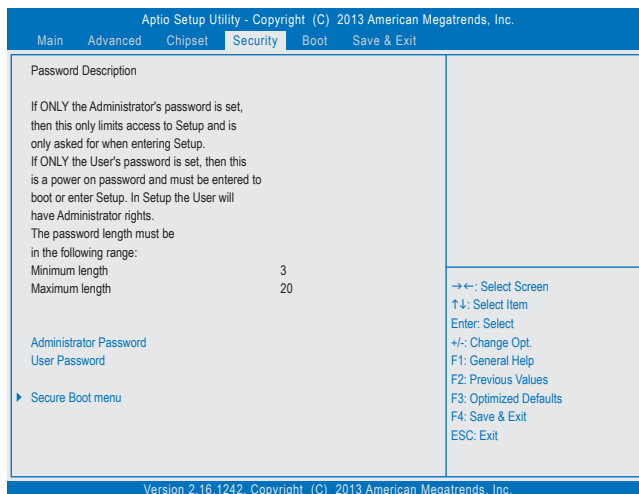 Aptio Setup Utility - Copyright (C) 2013 American Megatrends, Inc.
Main Advanced Chipset Security Boot Save & Exit
Password Description
If ONLY the Administrator's password is set,
then this only limits access to Setup and is
only asked for when entering Setup.
If ONLY the User's password is set, then this
is a power on password and must be entered to
boot or enter Setup. In Setup the User will
have Administrator rights.
The password length must be
in the following range:
Minimum length 3
Maximum length 20
Administrator Password
User Password
Secure Boot menu
→←: Select Screen
↑↓: Select Item
Enter: Select
+/-: Change Opt.
F1: General Help
F2: Previous Values
F3: Optimized Defaults
F4: Save & Exit
ESC: Exit
Version 2.16.1242. Copyright (C) 2013 American Megatrends, Inc.